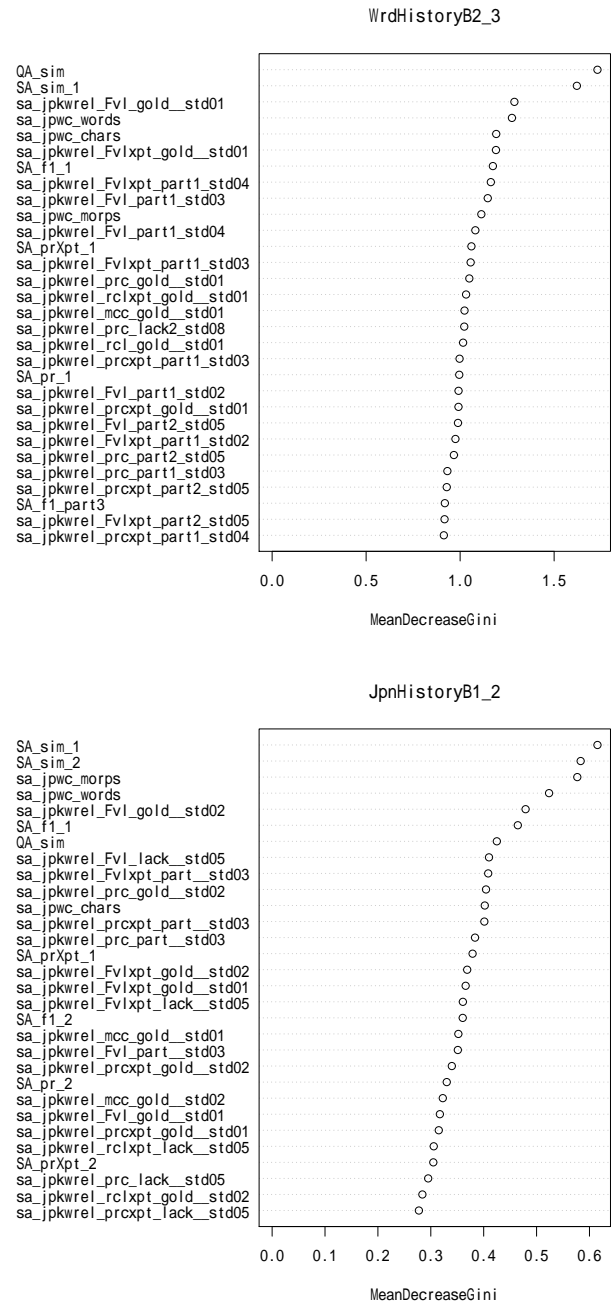 WrdHistoryB2_3
QA_sim
SA_sim_1
sa_jpkwrel_Fvl_gold__std01
sa_jpwc_words
sa_jpwc_chars
sa_jpkwrel_Fvlxpt_gold__std01
SA_f1_1
sa_jpkwrel_Fvlxpt_part1_std04
sa_jpkwrel_Fvl_part1_std03
sa_jpwc_morps
sa_jpkwrel_Fvl_part1_std04
SA_prXpt_1
sa_jpkwrel_Fvlxpt_part1_std03
sa_jpkwrel_prc_gold__std01
sa_jpkwrel_rclxpt_gold__std01
sa_jpkwrel_mcc_gold__std01
sa_jpkwrel_prc_lack2_std08
sa_jpkwrel_rcl_gold__std01
sa_jpkwrel_prcxpt_part1_std03
SA_pr_1
sa_jpkwrel_Fvl_part1_std02
sa_jpkwrel_prcxpt_gold__std01
sa_jpkwrel_Fvl_part2_std05
sa_jpkwrel_Fvlxpt_part1_std02
sa_jpkwrel_prc_part2_std05
sa_jpkwrel_prc_part1_std03
sa_jpkwrel_prcxpt_part2_std05
SA_f1_part3
sa_jpkwrel_Fvlxpt_part2_std05
sa_jpkwrel_prcxpt_part1_std04
0.0 0.5 1.0 1.5
MeanDecreaseGini
JpnHistoryB1_2
SA_sim_1
SA_sim_2
sa_jpwc_morps
sa_jpwc_words
sa_jpkwrel_Fvl_gold__std02
SA_f1_1
QA_sim
sa_jpkwrel_Fvl_lack__std05
sa_jpkwrel_Fvlxpt_part__std03
sa_jpkwrel_prc_gold__std02
sa_jpwc_chars
sa_jpkwrel_prcxpt_part__std03
sa_jpkwrel_prc_part__std03
SA_prXpt_1
sa_jpkwrel_Fvlxpt_gold__std02
sa_jpkwrel_Fvlxpt_gold__std01
sa_jpkwrel_Fvlxpt_lack__std05
SA_f1_2
sa_jpkwrel_mcc_gold__std01
sa_jpkwrel_Fvl_part__std03
sa_jpkwrel_prcxpt_gold__std02
SA_pr_2
sa_jpkwrel_mcc_gold__std02
sa_jpkwrel_Fvl_gold__std01
sa_jpkwrel_prcxpt_gold__std01
sa_jpkwrel_rclxpt_lack__std05
SA_prXpt_2
sa_jpkwrel_prc_lack__std05
sa_jpkwrel_rclxpt_gold__std02
sa_jpkwrel_prcxpt_lack__std05
0.0 0.1 0.2 0.3 0.4 0.5 0.6
MeanDecreaseGini